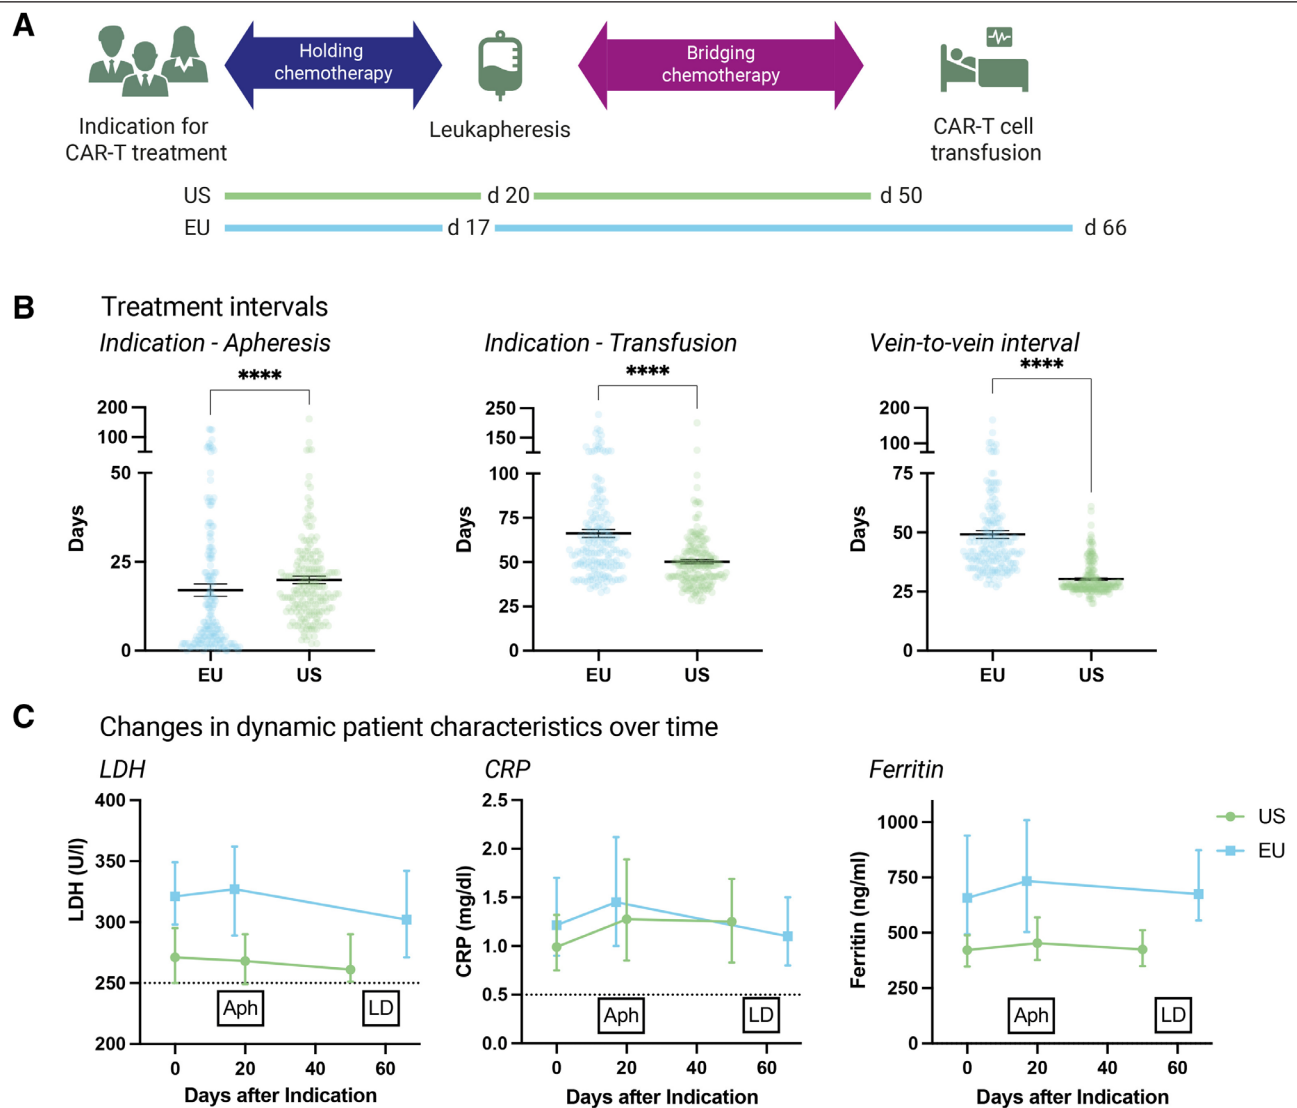 A
Holding
chemotherapy
Bridging
chemotherapy
Indication for
CAR-T treatment
Leukapheresis
CAR-T cell
transfusion
US d 20 d 50
EU d 17 d 66
B Treatment intervals
Indication - Apheresis
****
200
100
50
25
0
Days
EU US
Indication - Transfusion
****
250
150
100
75
50
25
0
Days
EU US
Vein-to-vein interval
****
200
100
75
50
25
0
Days
EU US
C Changes in dynamic patient characteristics over time
LDH
400
350
300
250
200
LDH (U/l)
Aph LD
0 20 40 60
Days after Indication
CRP
2.5
2.0
1.5
1.0
0.5
0.0
CRP (mg/dl)
Aph LD
0 20 40 60
Days after Indication
Ferritin
1000
750
500
250
0
Ferritin (ng/ml)
Aph LD
0 20 40 60
Days after Indication
US
EU